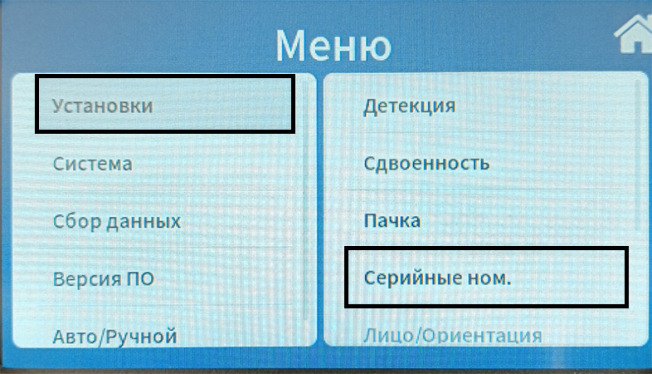 Меню
Установки
Система
Сбор данных
Версия ПО
Авто/Ручной
Детекция
Сдвоенность
Пачка
Серийные ном.
Лицо/Ориентация